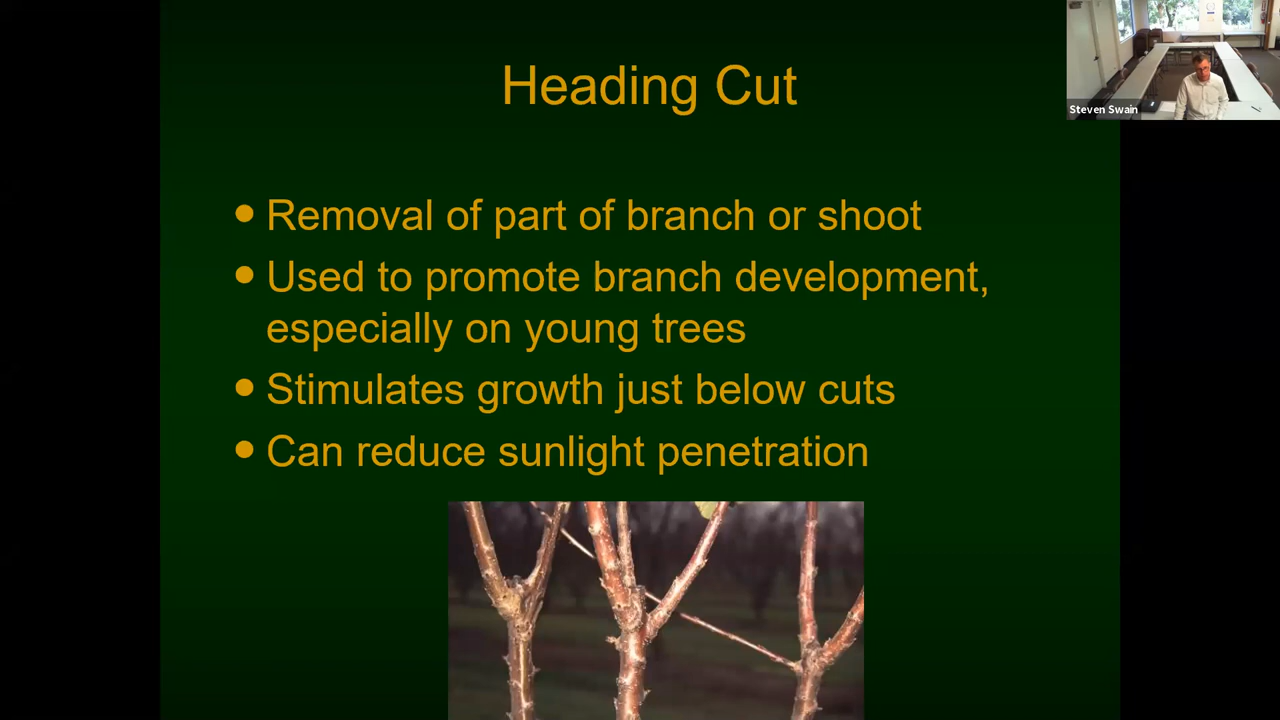 Heading Cut
Steven Swain
Removal of part of branch or shoot
Used to promote branch development,
especially on young trees
Stimulates growth just below cuts
Can reduce sunlight penetration